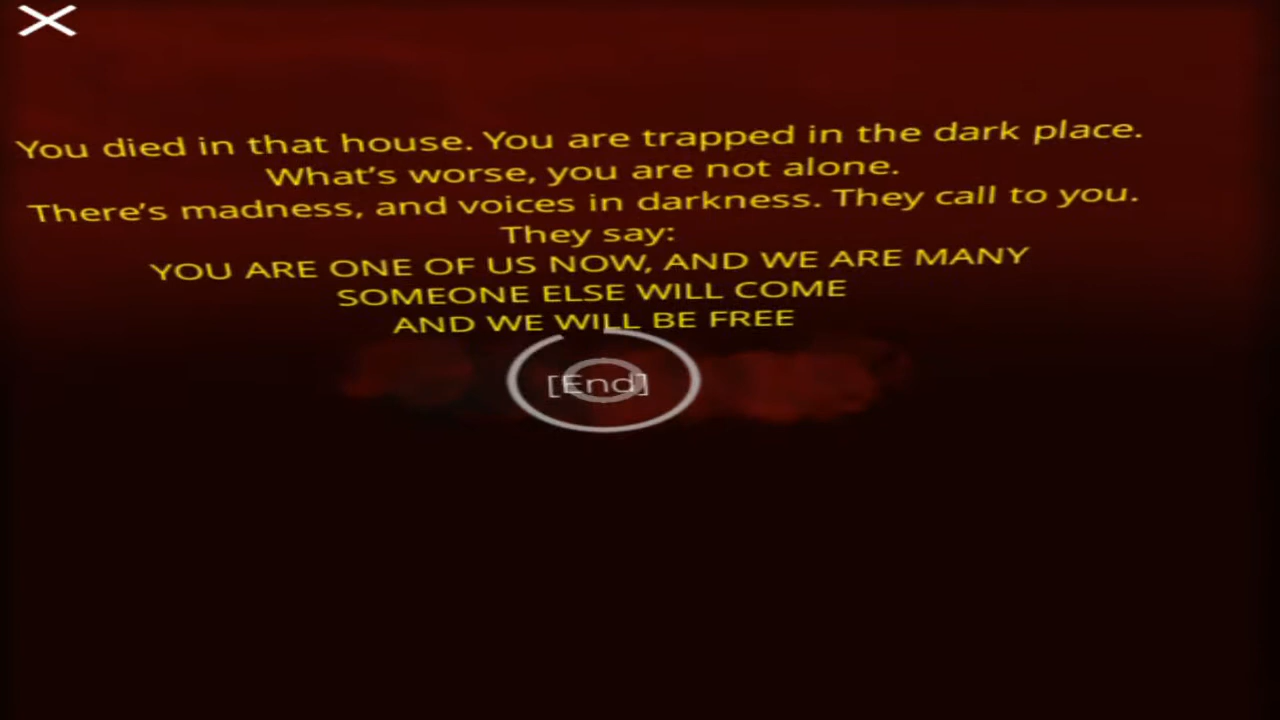 You died in that house. You are trapped in the dark place.
What's worse, you are not alone.
There's madness, and voices in darkness. They call to you.
They say:
YOU ARE ONE OF US NOW, AND WE ARE MANY
SOMEONE ELSE WILL COME
AND WE WILL BE FREE
[End]